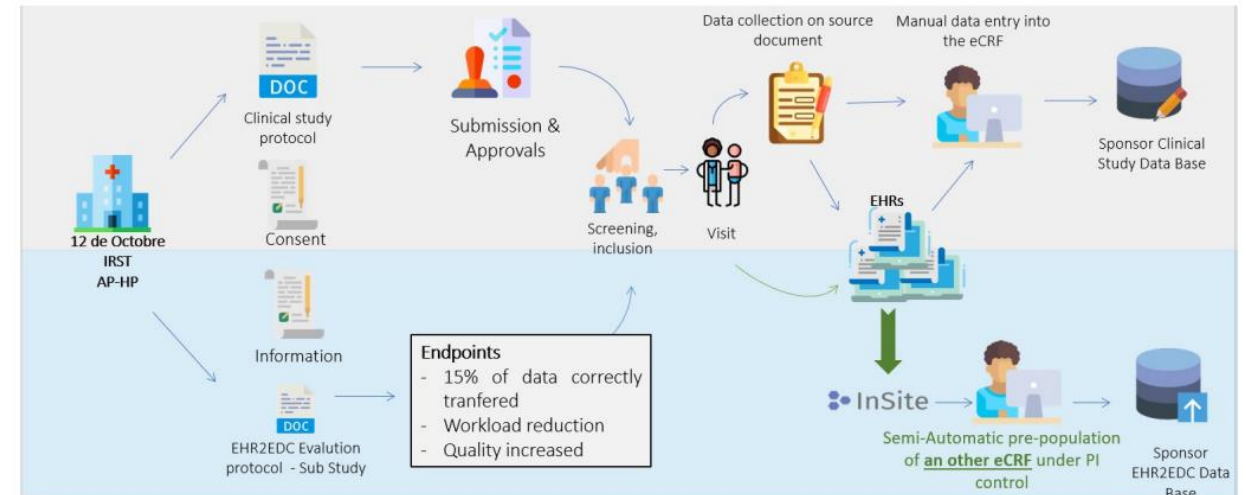 Data collection on source
document
Manual data entry into
the eCRF
DOC
Clinical study
protocol
Submission &
Approvals
Sponsor Clinical
Study Data Base
12 de Octobre
IRST
AP-HP
Consent
Screening,
inclusion
Visit
EHRs
Information
DOC
EHR2EDC Evalution
protocol - Sub Study
Endpoints
- 15% of data correctly
tranfered
- Workload reduction
- Quality increased
InSite
Semi-Automatic pre-population
of an other eCRF under PI
control
Sponsor
EHR2EDC Data
Base